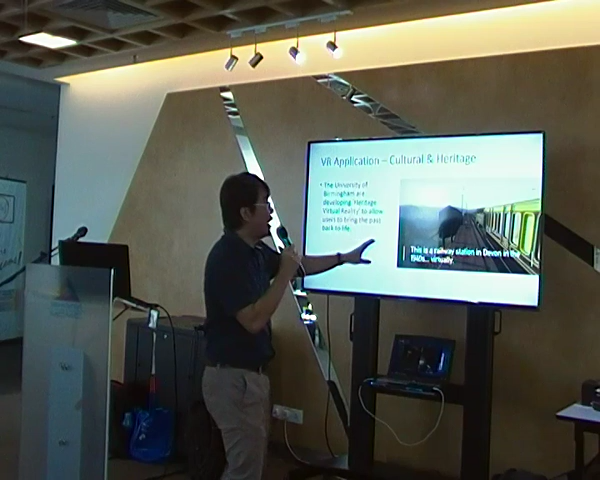 VR Application – Cultural & Heritage
• The University of
Birmingham are
developing 'Heritage
Virtual Reality' to allow
users to bring the past
back to life.
This is a railway station in Devon in the
1940s... virtually.